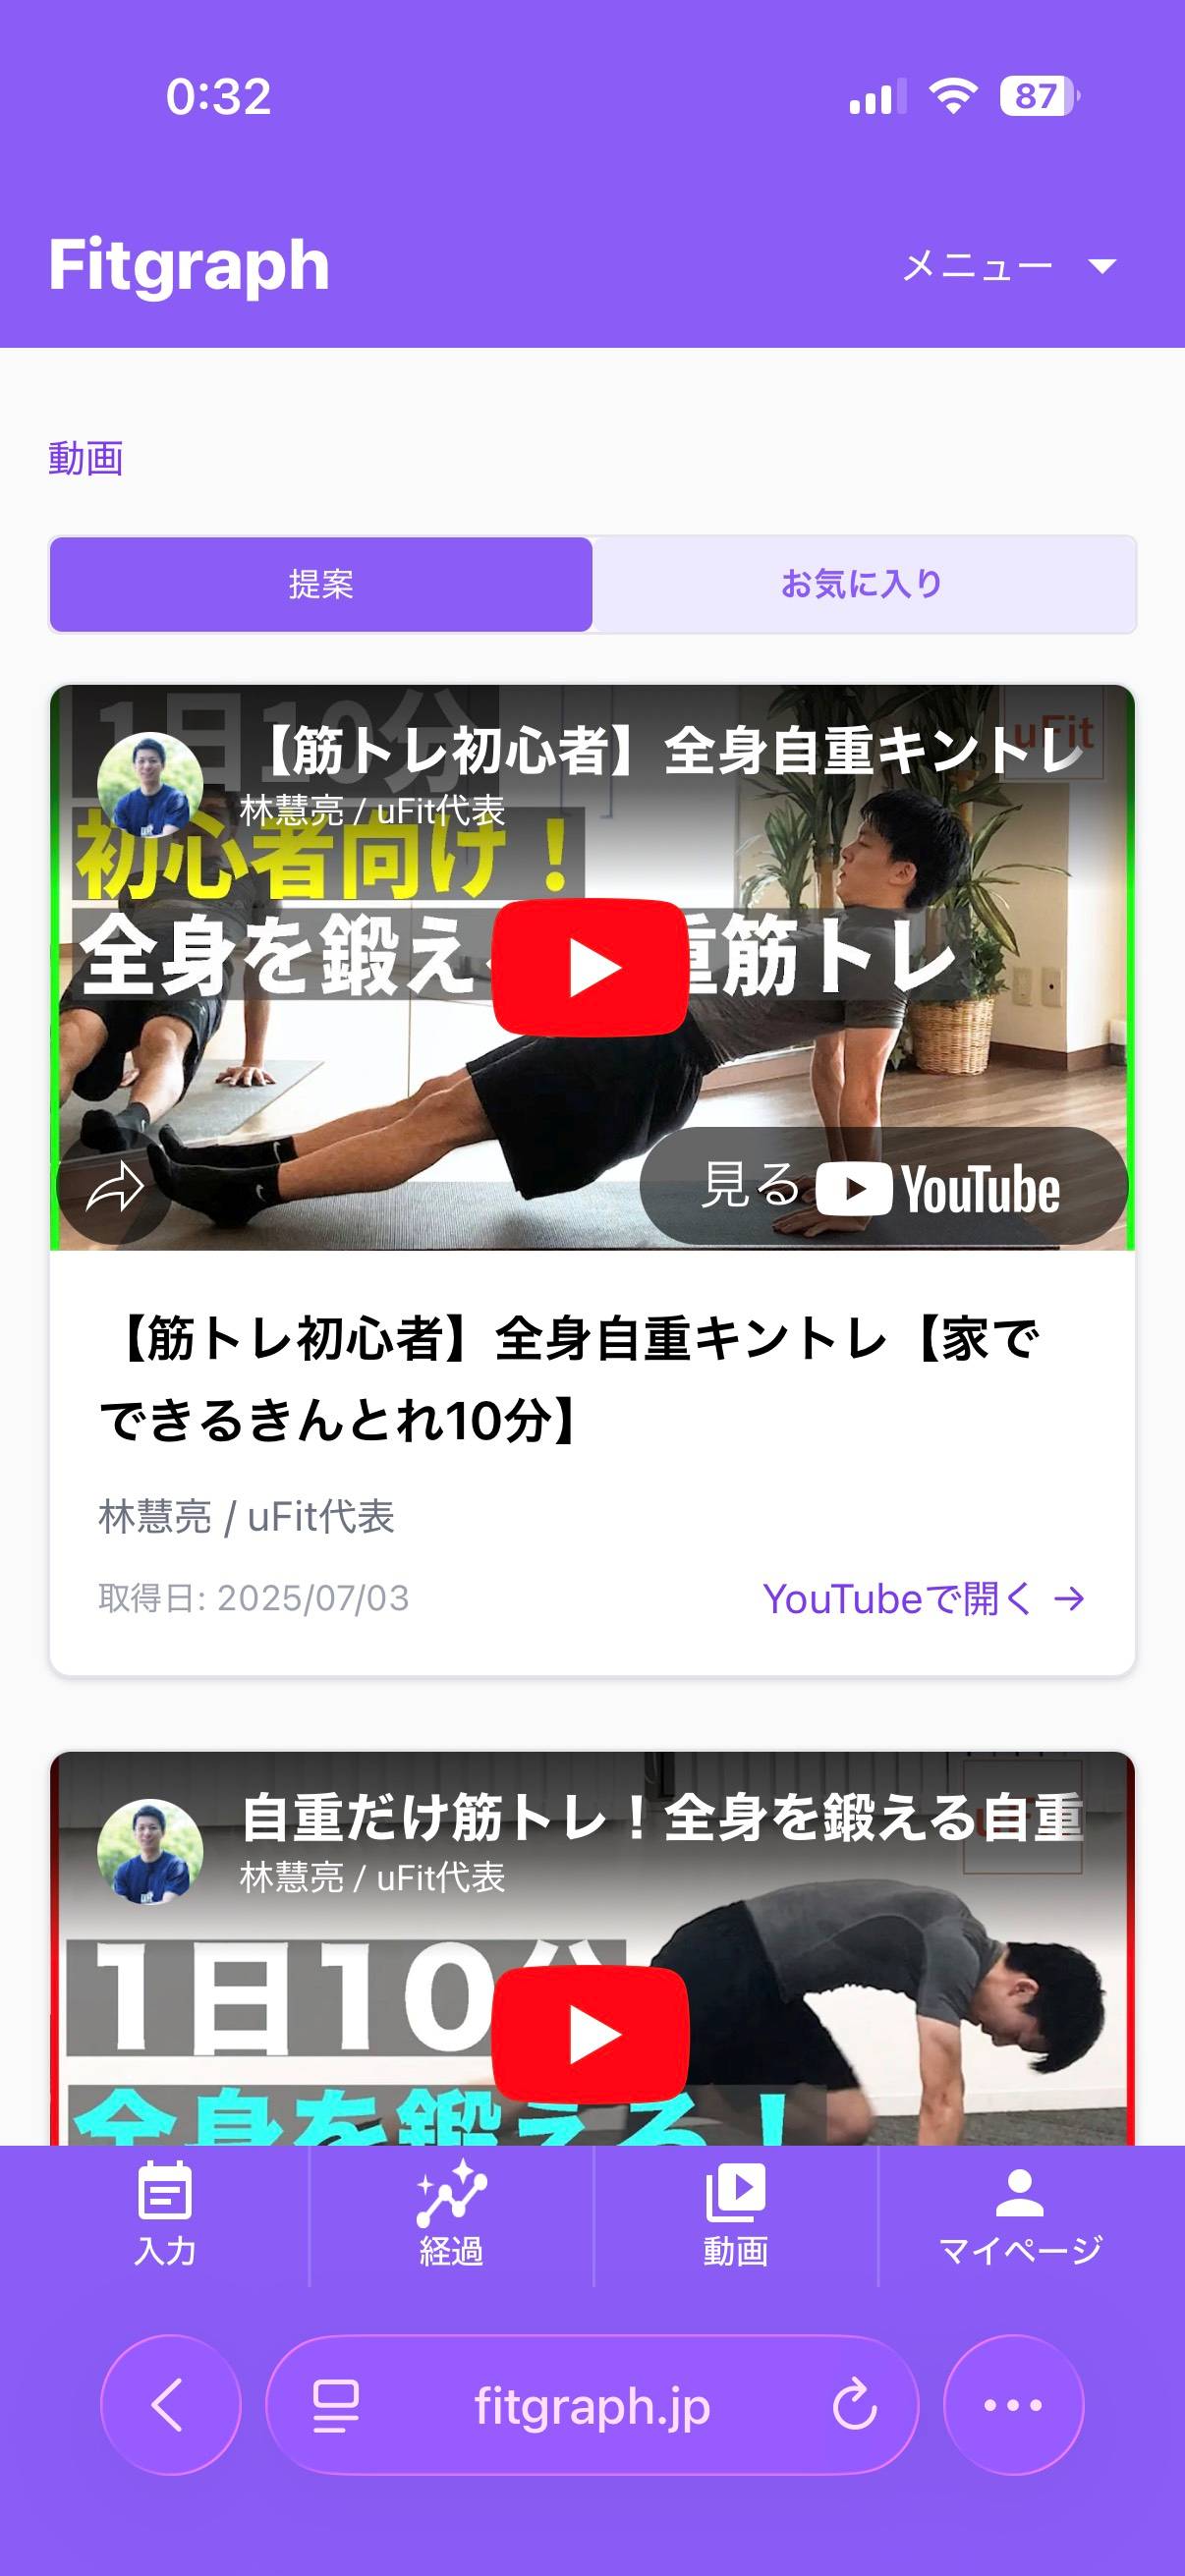 0:32
87
Fitgraph
メニュー
動画
提案
お気に入り
1日10分
uFit
【筋トレ初心者】全身自重キントレ
林慧亮 / uFit代表
初心者向け！
全身を鍛え
重筋トレ
見る YouTube
【筋トレ初心者】全身自重キントレ【家で
できるきんとれ10分】
林慧亮 / uFit代表
取得日: 2025/07/03
YouTubeで開く →
自重だけ筋トレ！全身を鍛える自重
林慧亮 / uFit代表
1日10分
全身を鍛える！
入力
経過
動画
マイページ
fitgraph.jp